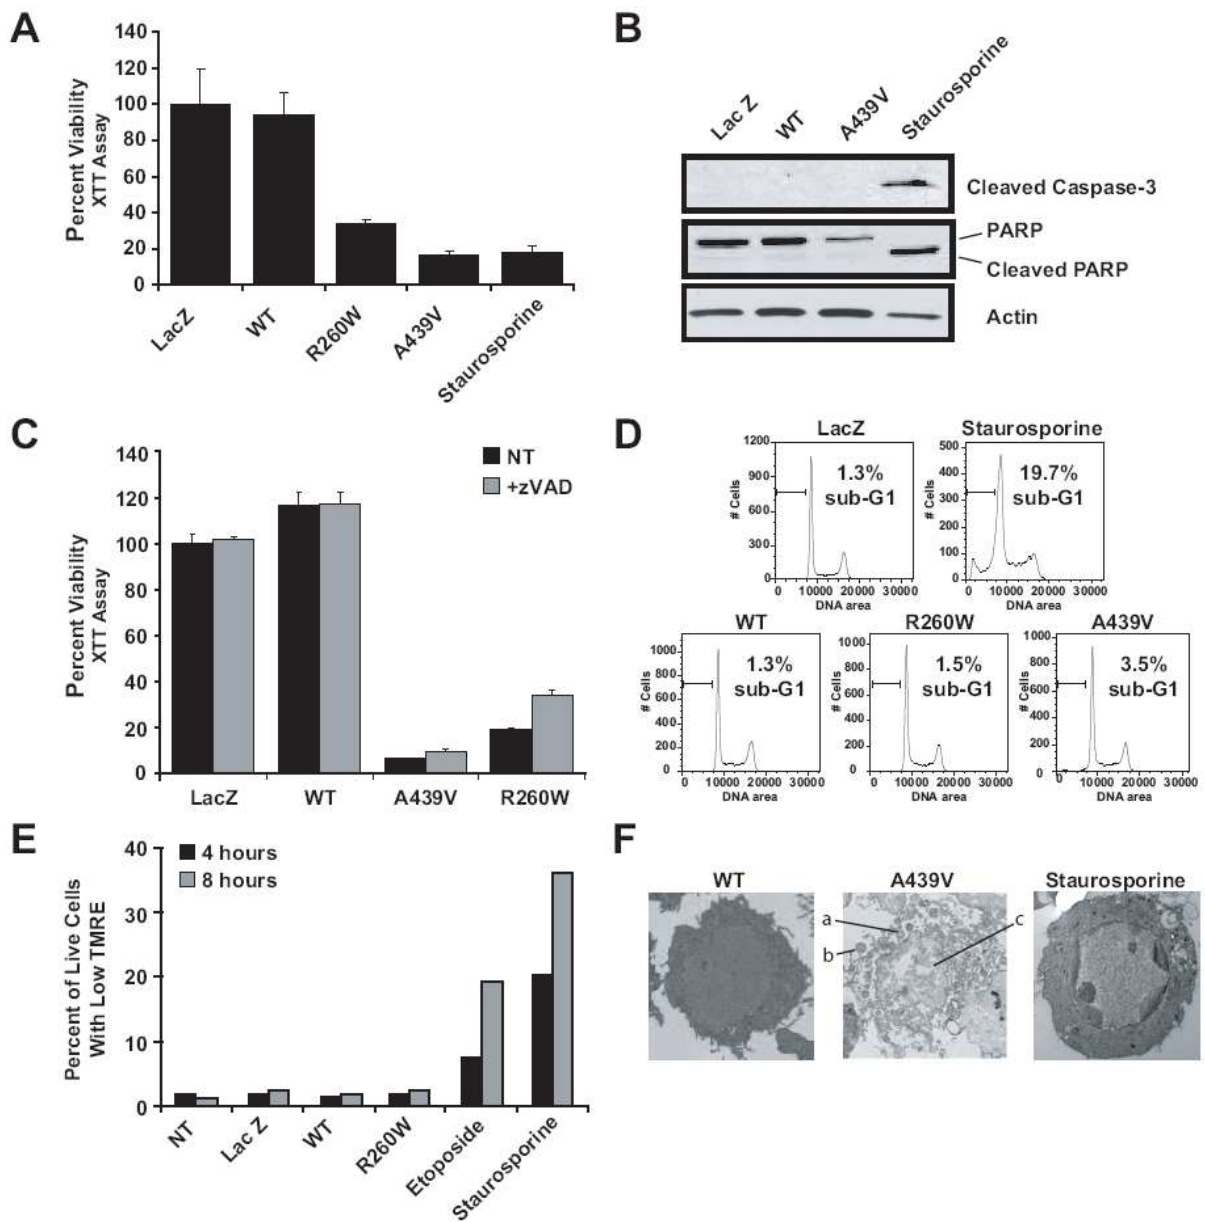 A
140
120
100
80
60
40
20
0
Percent Viability
XTT Assay
LacZ
WT
R260W
A439V
Staurosporine
B
Lac Z
WT
A439V
Staurosporine
Cleaved Caspase-3
PARP
Cleaved PARP
Actin
C
140
120
100
80
60
40
20
0
Percent Viability
XTT Assay
NT
+zVAD
LacZ
WT
A439V
R260W
D
LacZ
1200
900
600
300
0
# Cells
1.3%
sub-G1
0 10000 20000 30000
DNA area
Staurosporine
500
400
300
200
100
0
# Cells
19.7%
sub-G1
0 10000 20000 30000
DNA area
WT
1000
800
600
400
200
0
# Cells
1.3%
sub-G1
0 10000 20000 30000
DNA area
R260W
1000
800
600
400
200
0
# Cells
1.5%
sub-G1
0 10000 20000 30000
DNA area
A439V
1000
800
600
400
200
0
# Cells
3.5%
sub-G1
0 10000 20000 30000
DNA area
E
40
30
20
10
0
Percent of Live Cells
With Low TMRE
4 hours
8 hours
NT
Lac Z
WT
R260W
Etoposide
Staurosporine
F
WT
A439V
Staurosporine
a
b
c